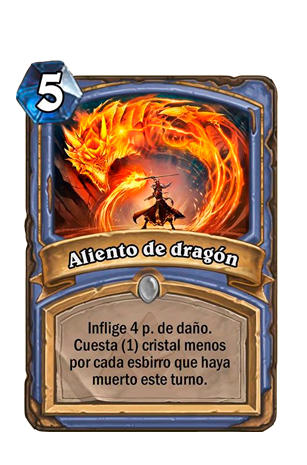 5
Aliento de dragón
Inflige 4 p. de daño.
Cuesta (1) cristal menos
por cada esbirro que haya
muerto este turno.